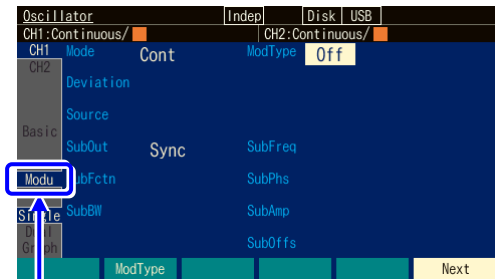 Oscillator Indep Disk USB
CH1:Continuous/ CH2:Continuous/
CH1 Mode Cont ModType Off
CH2
Deviation
Source
Basic
SubOut Sync SubFreq
Modu SubFctn SubPhs
Single SubBW SubAmp
Dual
Graph SubOffs
ModType Next